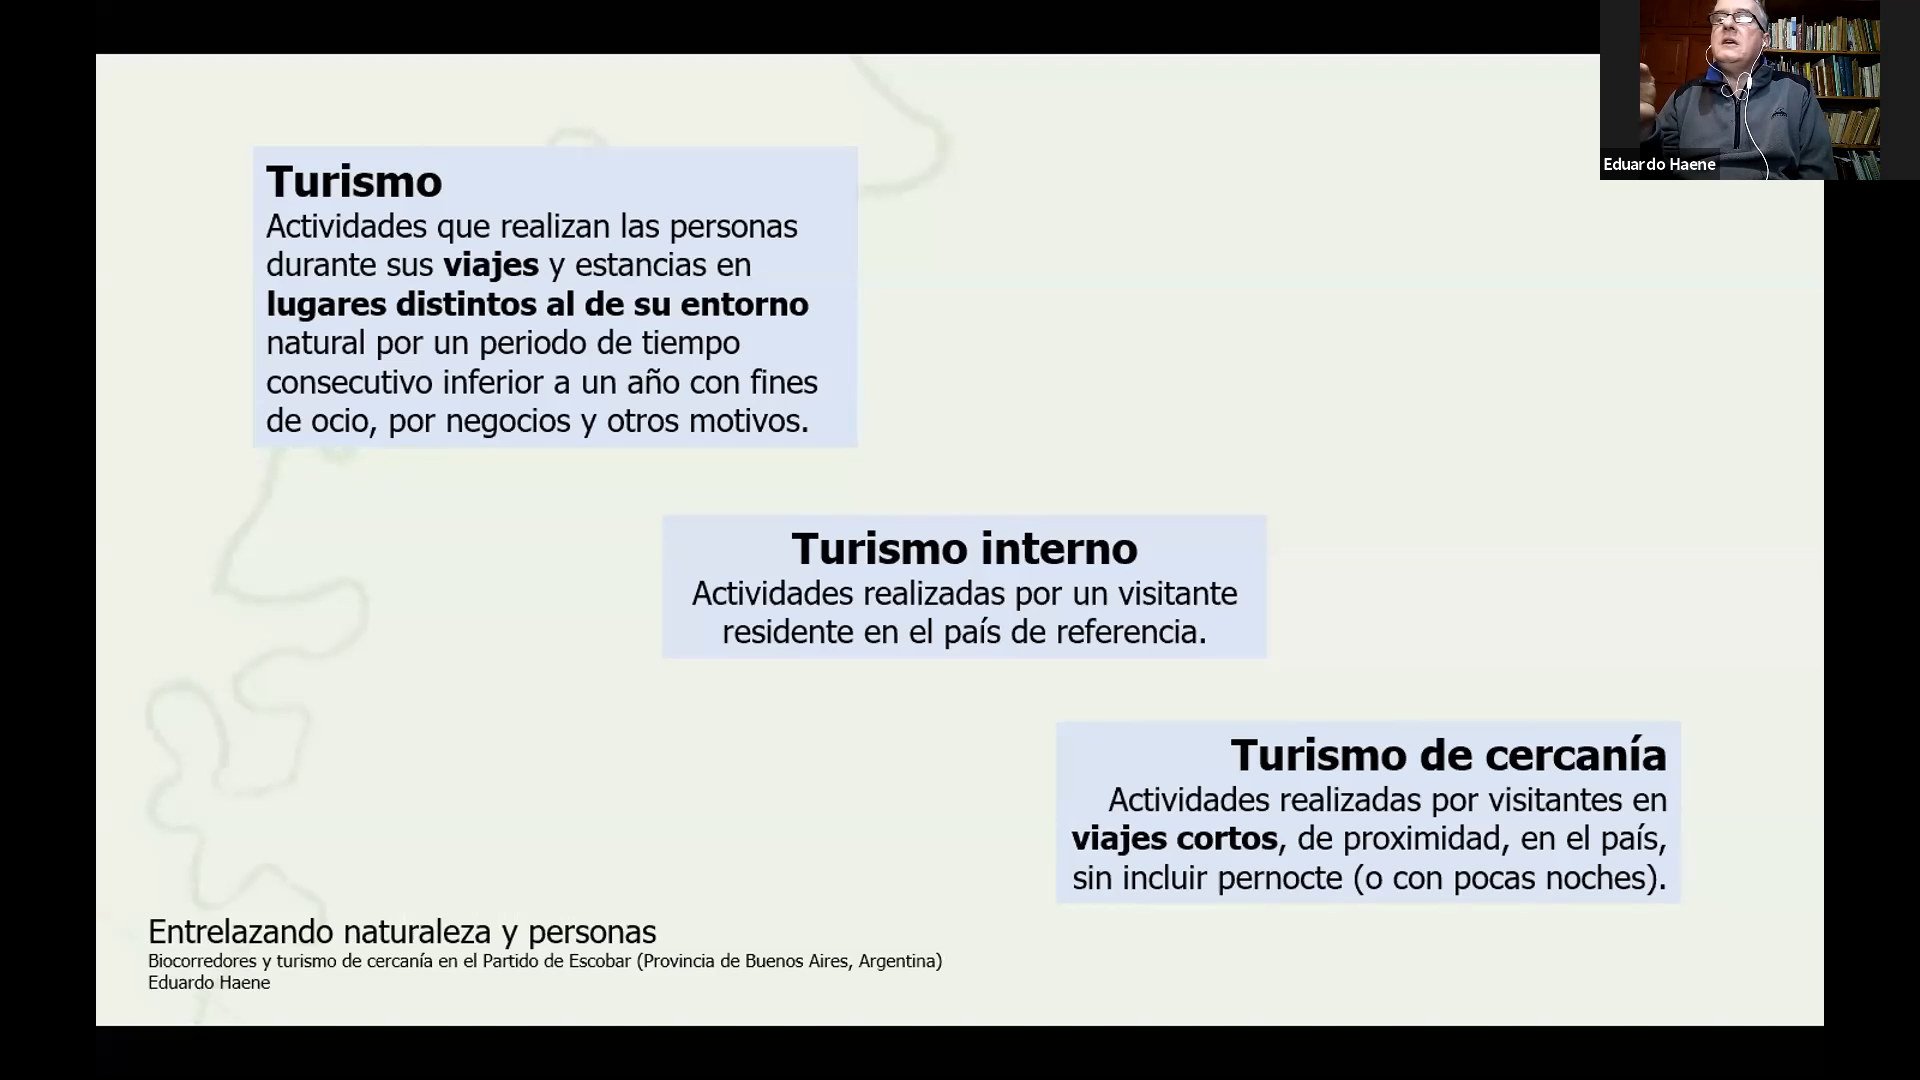 Eduardo Haene
Turismo
Actividades que realizan las personas
durante sus viajes y estancias en
lugares distintos al de su entorno
natural por un periodo de tiempo
consecutivo inferior a un año con fines
de ocio, por negocios y otros motivos.
Turismo interno
Actividades realizadas por un visitante
residente en el país de referencia.
Turismo de cercanía
Actividades realizadas por visitantes en
viajes cortos, de proximidad, en el país,
sin incluir pernocte (o con pocas noches).
Entrelazando naturaleza y personas
Biocorredores y turismo de cercanía en el Partido de Escobar (Provincia de Buenos Aires, Argentina)
Eduardo Haene